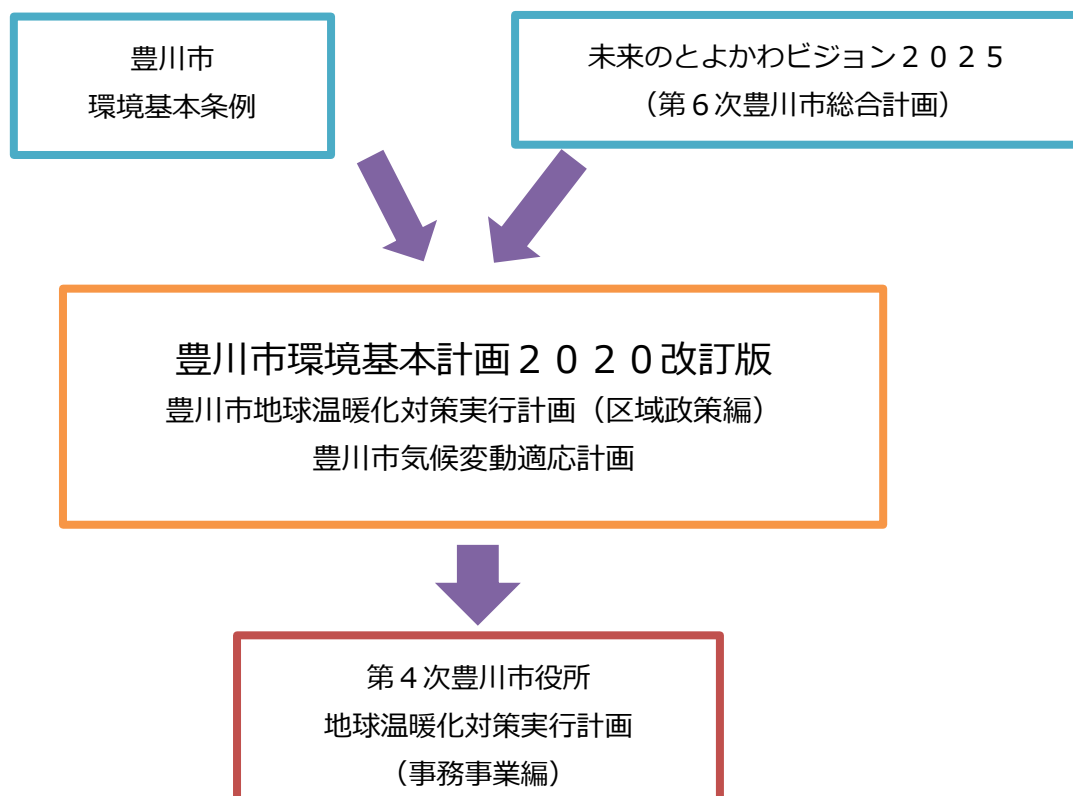 豊川市
環境基本条例
未来のとよかわビジョン２０２５
（第６次豊川市総合計画）
豊川市環境基本計画２０２０改訂版
豊川市地球温暖化対策実行計画（区域政策編）
豊川市気候変動適応計画
第４次豊川市役所
地球温暖化対策実行計画
（事務事業編）